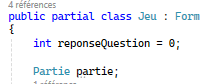 4 références
public partial class Jeu : Form
{
int reponseQuestion = 0;
Partie partie;